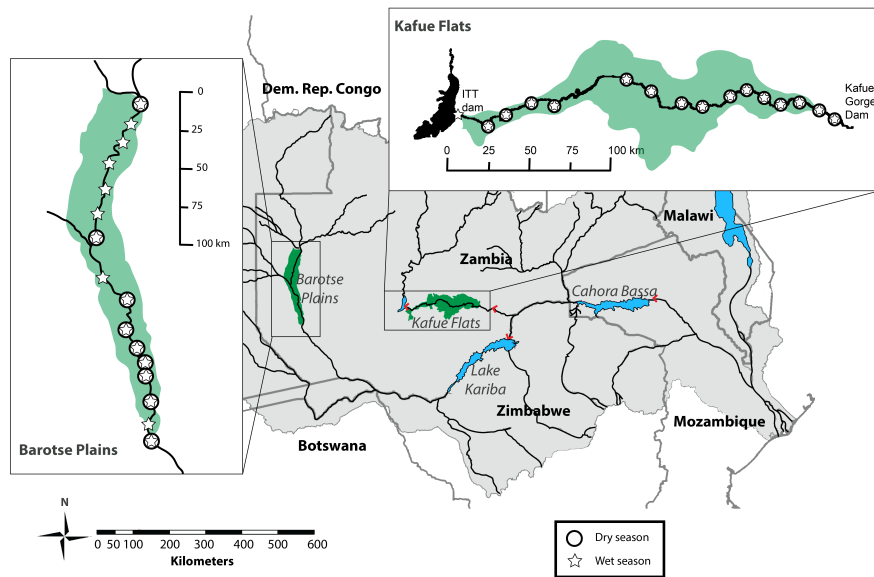 Kafue Flats
ITT
dam
Kafue
Gorge
Dam
0 25 50 75 100 km
Dem. Rep. Congo
0
25
50
75
100 km
Barotse Plains
Malawi
Zambia
Barotse
Plains
Cahora Bassa
Kafue Flats
Lake
Kariba
Zimbabwe
Mozambique
Botswana
N
0 50 100 200 300 400 500 600
Kilometers
Dry season
Wet season